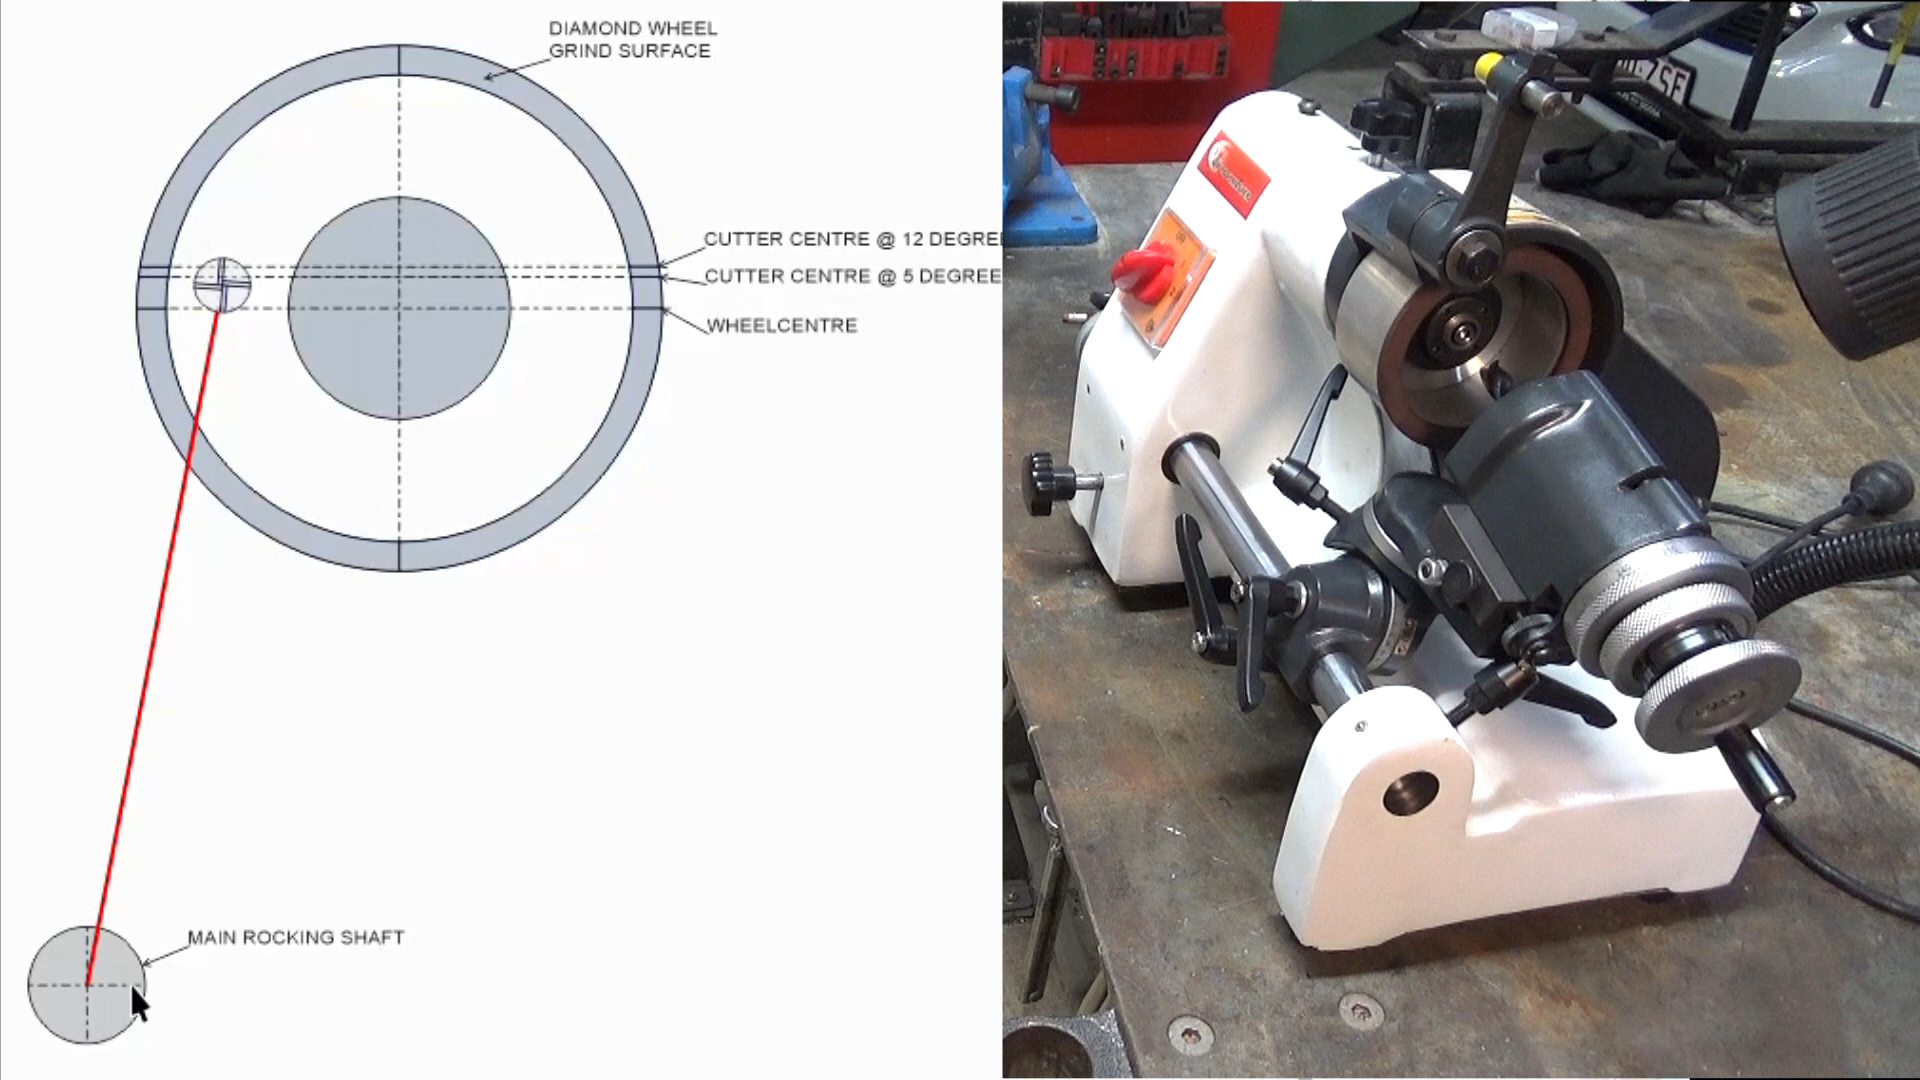 DIAMOND WHEEL
GRIND SURFACE
CUTTER CENTRE @ 12 DEGREE
CUTTER CENTRE @ 5 DEGREE
WHEELCENTRE
MAIN ROCKING SHAFT